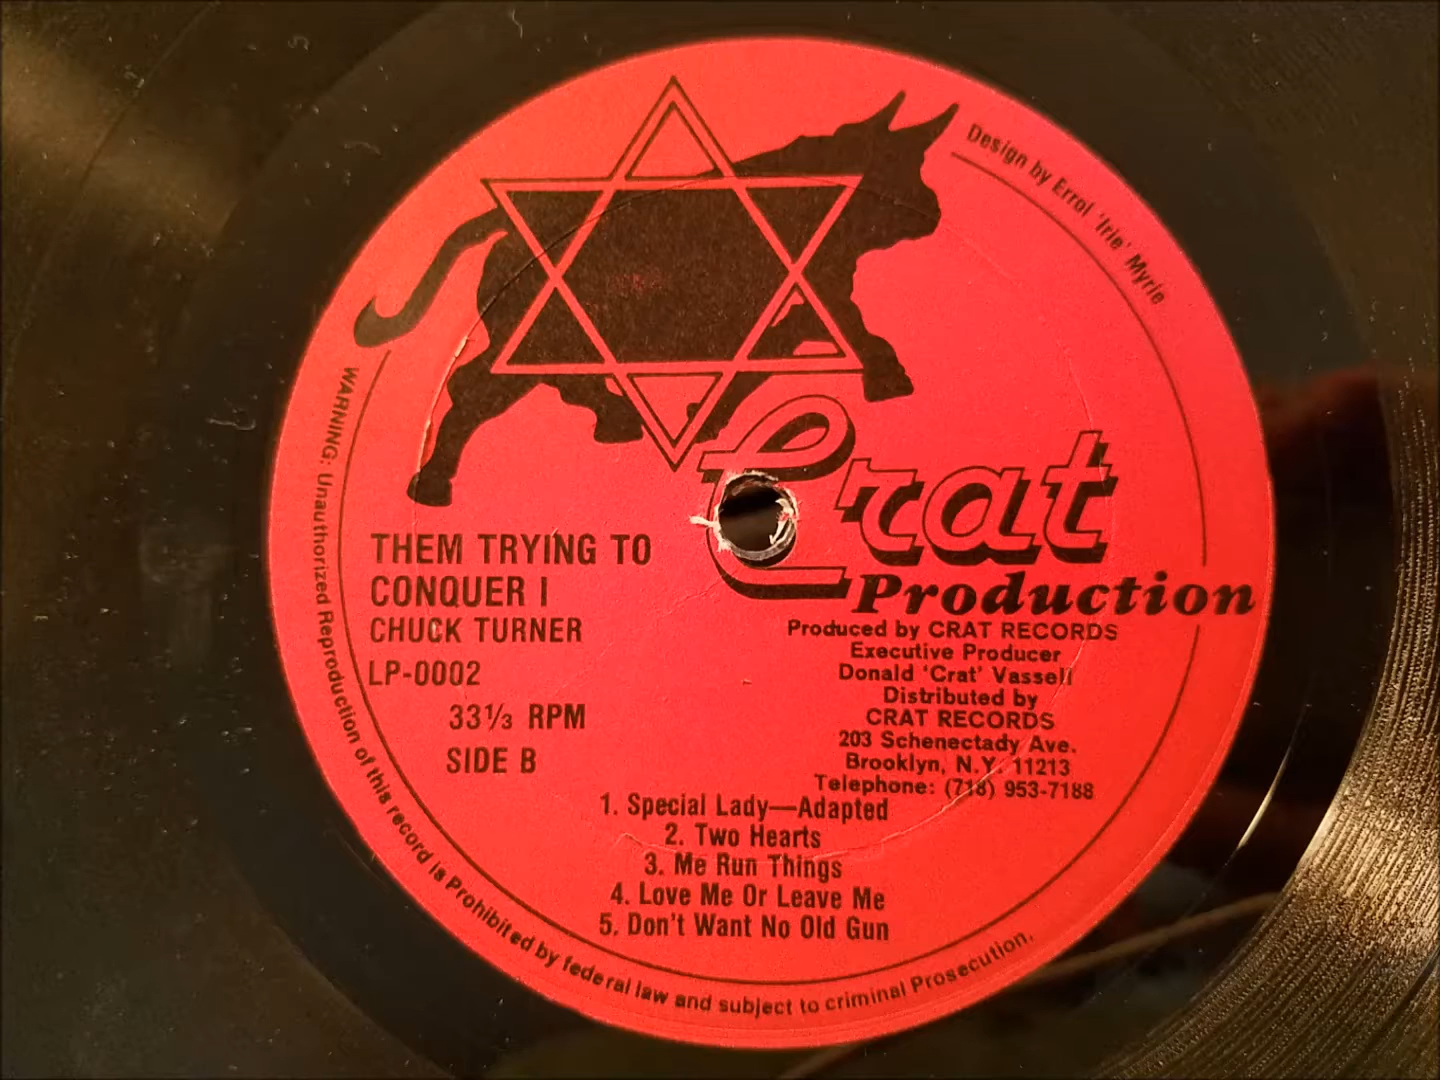 Design by Errol 'Irie' Myrie
Crat
Production
THEM TRYING TO
CONQUER I
CHUCK TURNER
LP-0002
33⅓ RPM
SIDE B
Produced by CRAT RECORDS
Executive Producer
Donald 'Crat' Vassell
Distributed by
CRAT RECORDS
203 Schenectady Ave.
Brooklyn, N.Y. 11213
Telephone: (718) 953-7188
1. Special Lady—Adapted
2. Two Hearts
3. Me Run Things
4. Love Me Or Leave Me
5. Don't Want No Old Gun
WARNING: Unauthorized Reproduction of this record is Prohibited by federal law and subject to criminal Prosecution.